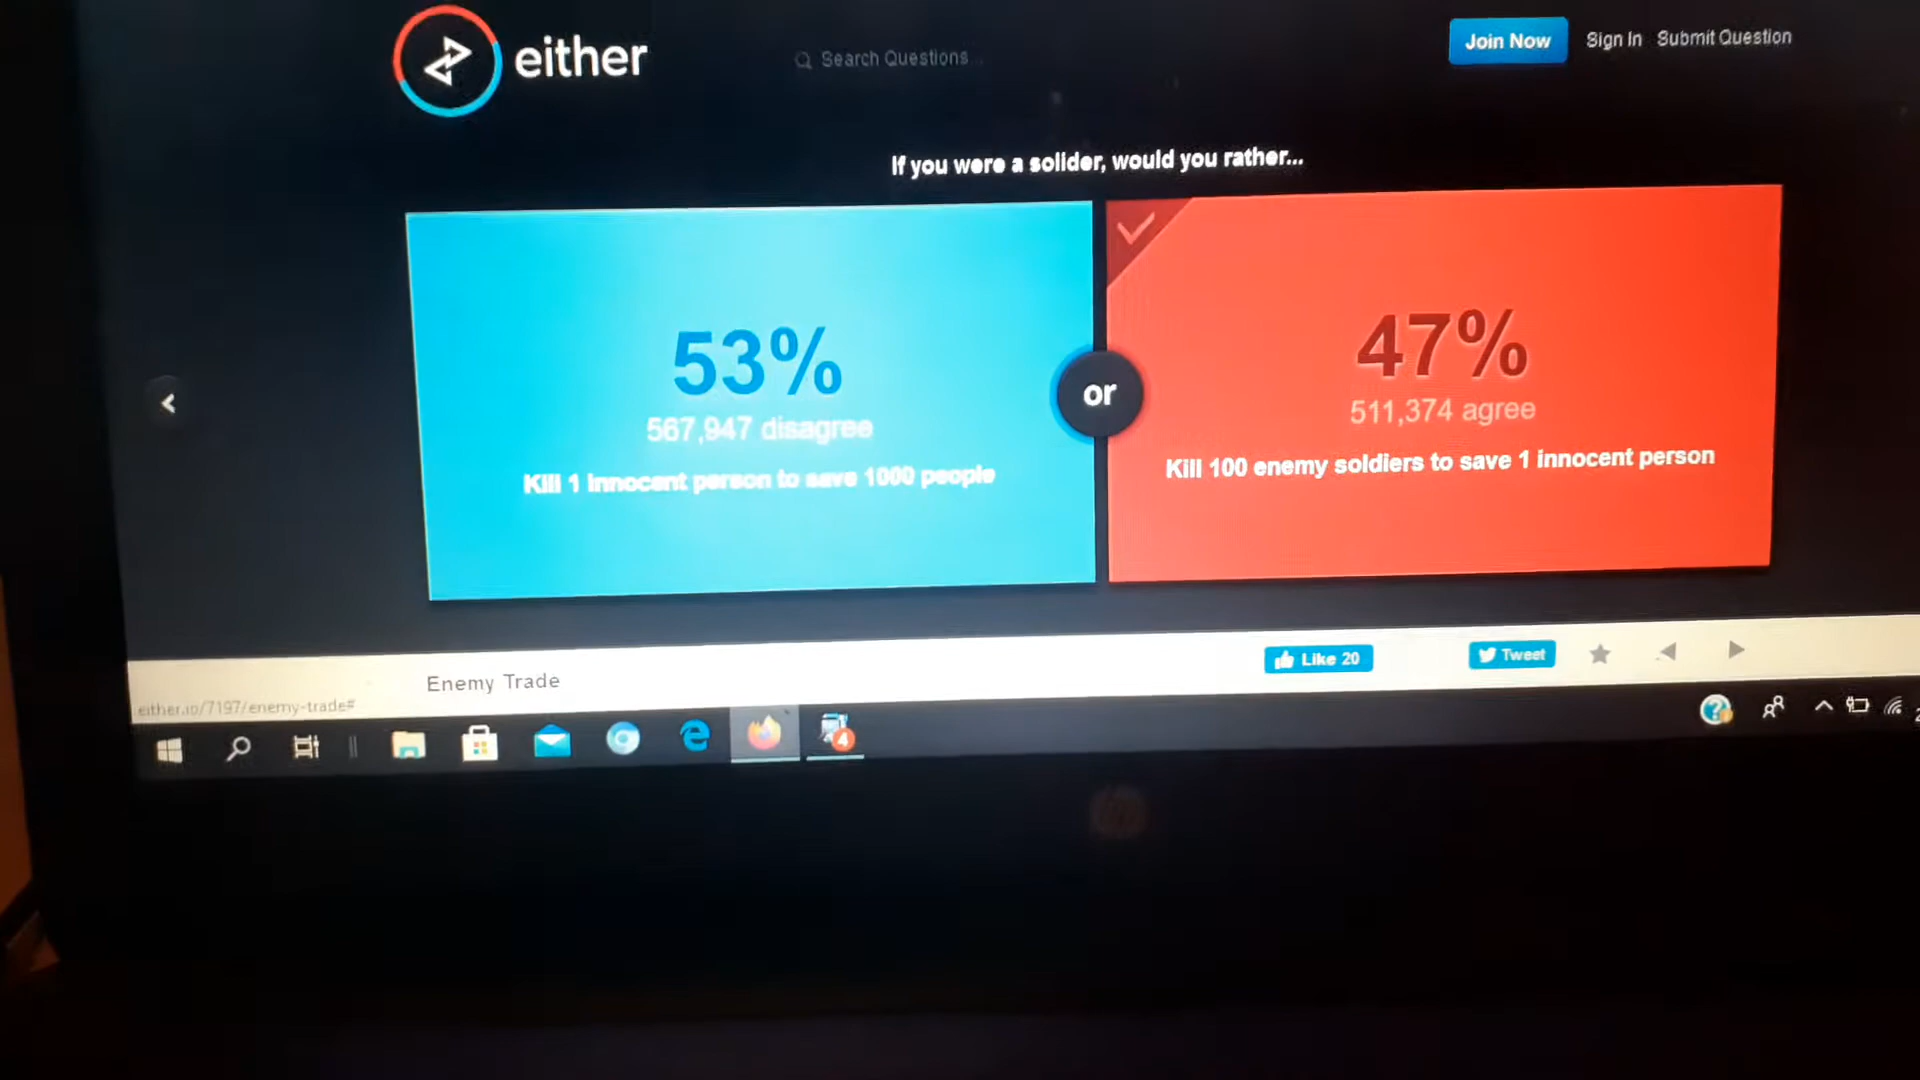 either
Search Questions...
Join Now
Sign In
Submit Question
If you were a solider, would you rather...
53%
567,947 disagree
Kill 1 innocent person to save 1000 people
or
47%
511,374 agree
Kill 100 enemy soldiers to save 1 innocent person
Enemy Trade
Like 20
Tweet
either.io/7197/enemy-trade#
4
hp